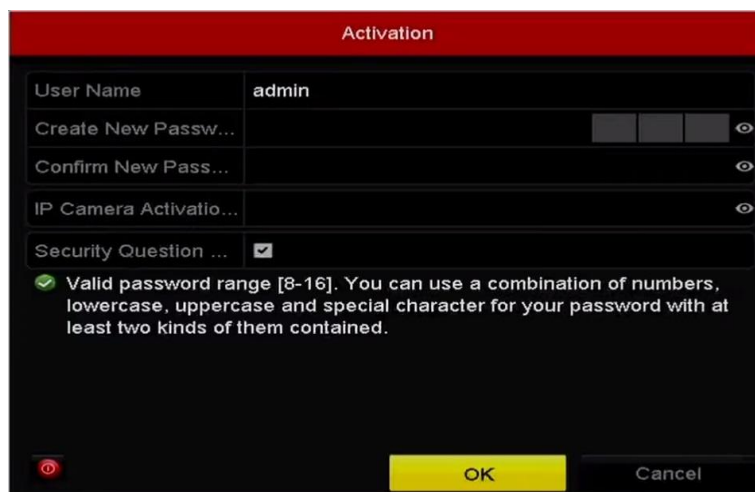 Activation
User Name admin
Create New Passw...
Confirm New Pass...
IP Camera Activatio...
Security Question ...
Valid password range [8-16]. You can use a combination of numbers,
lowercase, uppercase and special character for your password with at
least two kinds of them contained.
OK Cancel